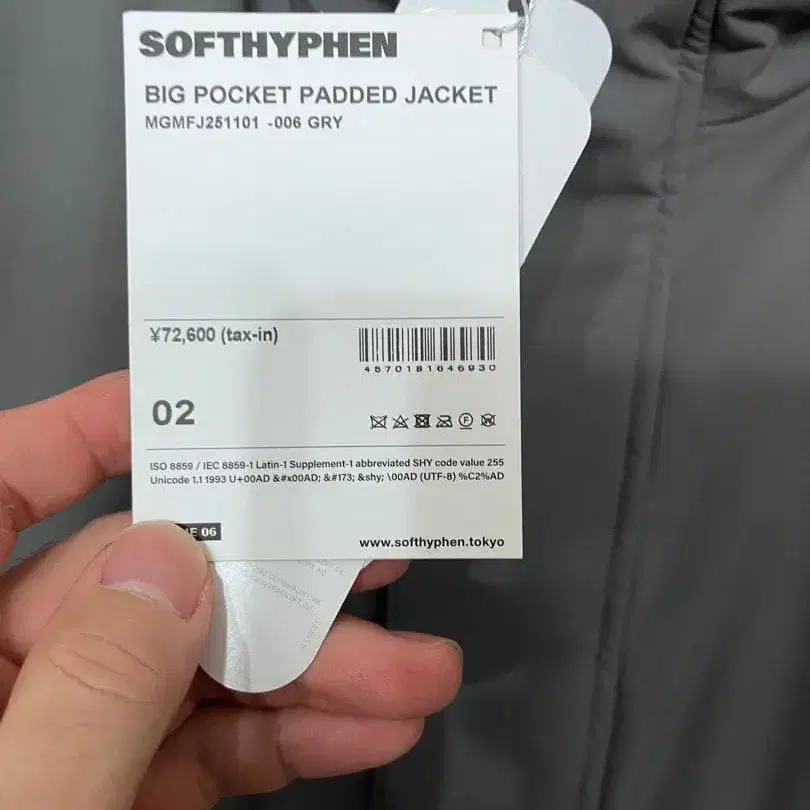 SOFTHYPHEN
BIG POCKET PADDED JACKET
MGMFJ251101 -006 GRY
¥72,600 (tax-in)
4570181646930
02
F
W
ISO 8859 / IEC 8859-1 Latin-1 Supplement-1 abbreviated SHY code value 255
Unicode 1.1 1993 U+00AD &#x00AD; &#173; &shy; \00AD (UTF-8) %C2%AD
06
www.softhyphen.tokyo